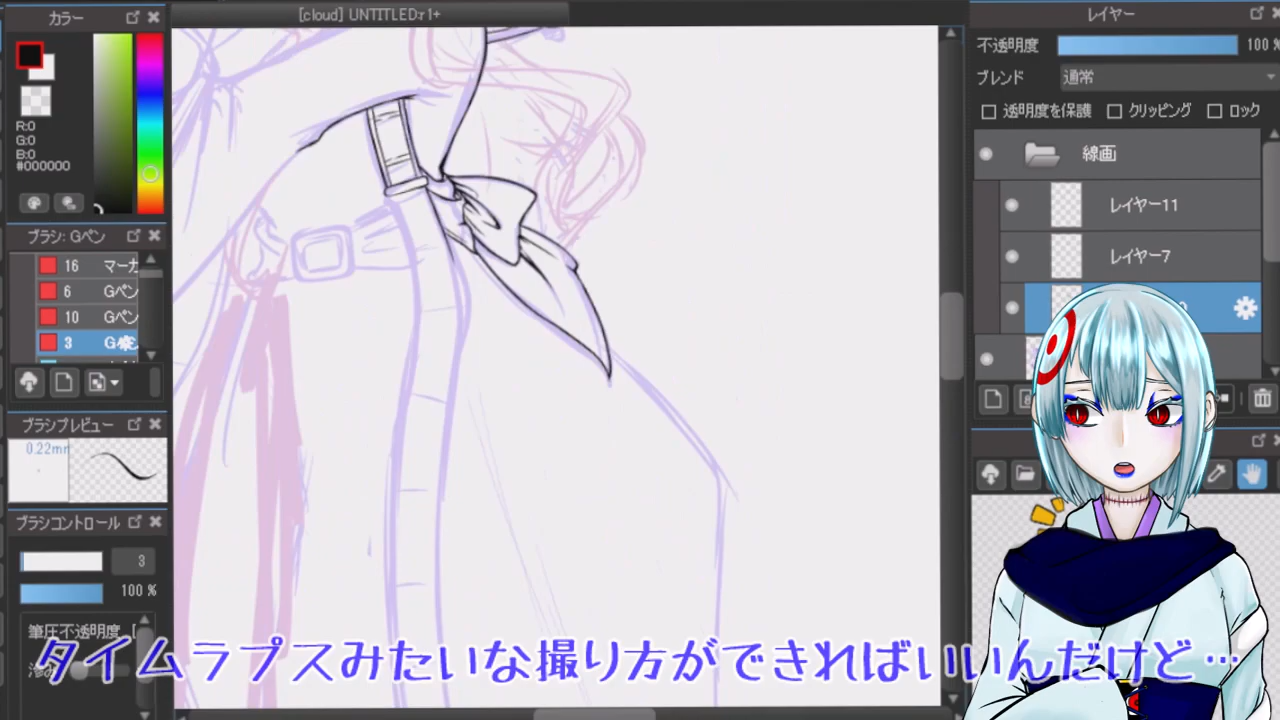 カラー
[cloud] UNTITLED:r1+
レイヤー
不透明度 100 %
ブレンド 通常
透明度を保護 クリッピング ロック
R:0
G:0
B:0
#000000
線画
レイヤー11
レイヤー7
ブラシ: Gペン
16 マーカ
6 Gペン
10 Gペン
3
ブラシプレビュー
0.22mm
ブラシコントロール
3
100 %
筆圧不透明度
タイムラプスみたいな撮り方ができればいいんだけど…